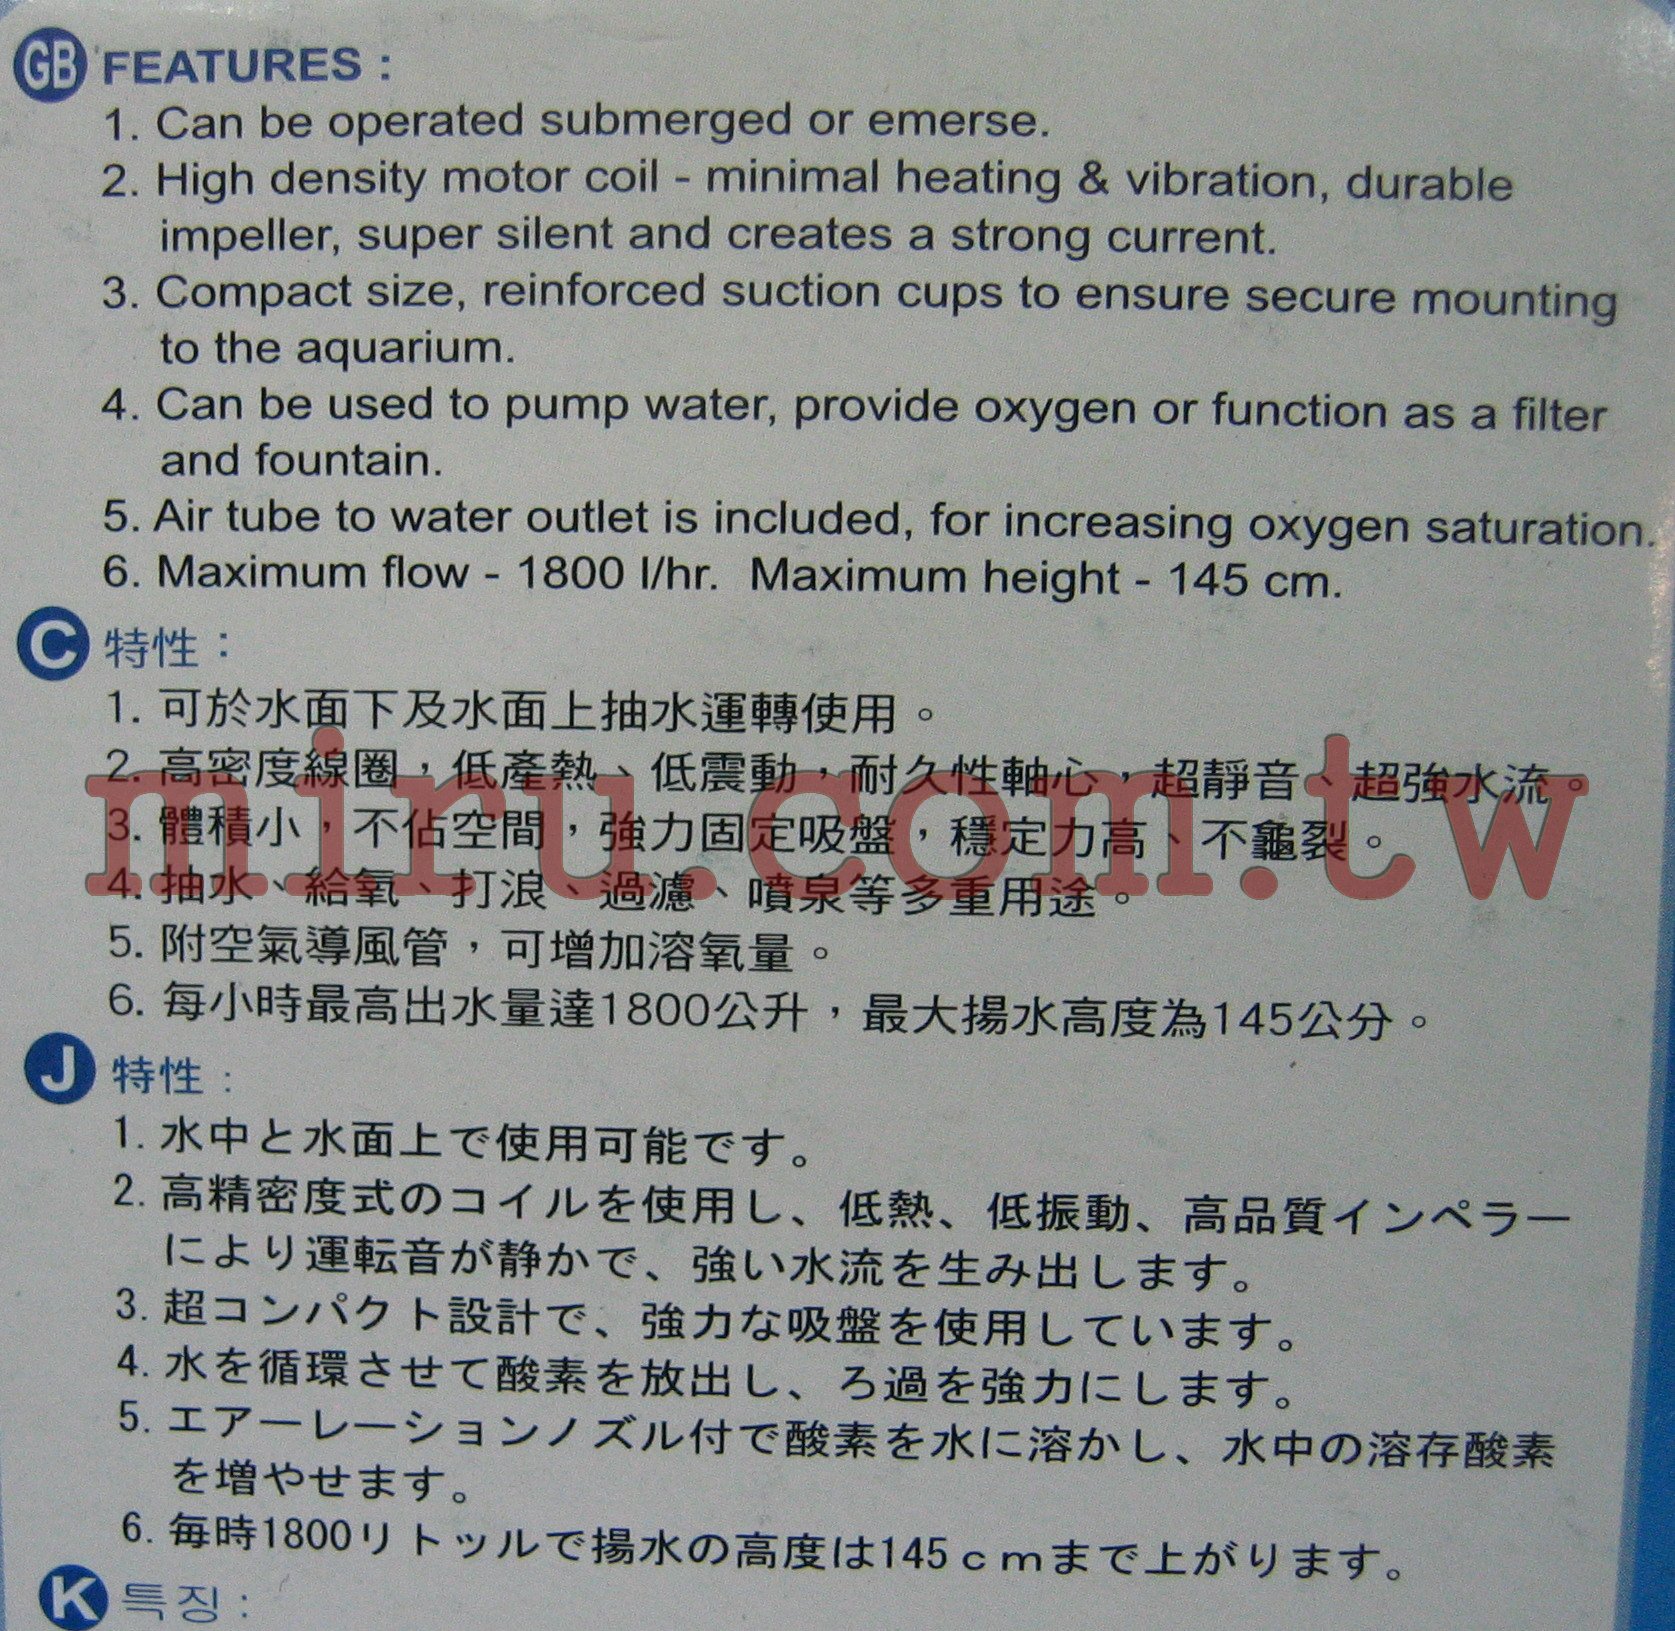 GB FEATURES :
1. Can be operated submerged or emerse.
2. High density motor coil - minimal heating & vibration, durable
impeller, super silent and creates a strong current.
3. Compact size, reinforced suction cups to ensure secure mounting
to the aquarium.
4. Can be used to pump water, provide oxygen or function as a filter
and fountain.
5. Air tube to water outlet is included, for increasing oxygen saturation.
6. Maximum flow - 1800 l/hr. Maximum height - 145 cm.
C 特性：
1. 可於水面下及水面上抽水運轉使用。
2. 高密度線圈，低產熱、低震動，耐久性軸心，超靜音、超強水流。
miru.com.tw
3. 體積小，不佔空間，強力固定吸盤，穩定力高、不龜裂。
4. 抽水、給氧、打浪、過濾、噴泉等多重用途。
5. 附空氣導風管，可增加溶氧量。
6. 每小時最高出水量達1800公升，最大揚水高度為145公分。
J 特性：
1. 水中と水面上で使用可能です。
2. 高精密度式のコイルを使用し、低熱、低振動、高品質インペラー
により運転音が静かで、強い水流を生み出します。
3. 超コンパクト設計で、強力な吸盤を使用しています。
4. 水を循環させて酸素を放出し、ろ過を強力にします。
5. エアーレーションノズル付で酸素を水に溶かし、水中の溶存酸素
を増やせます。
6. 毎時1800リトッルで揚水の高度は145ｃｍまで上がります。
K 특징 :